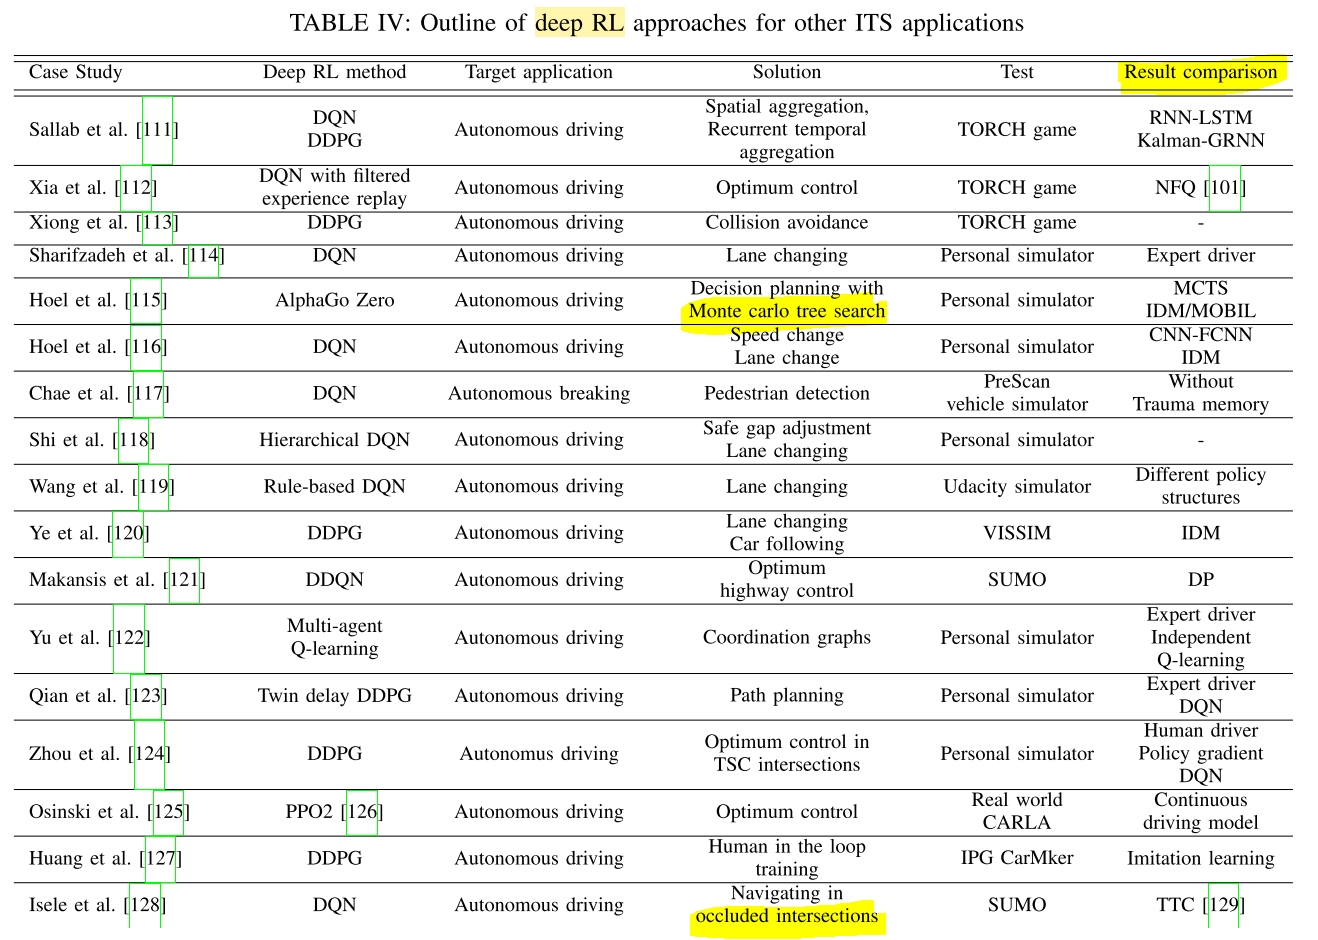 TABLE IV: Outline of deep RL approaches for other ITS applications
Case Study Deep RL method Target application Solution Test Result comparison
Sallab et al. [111] DQN DDPG Autonomous driving Spatial aggregation, Recurrent temporal aggregation TORCH game RNN-LSTM Kalman-GRNN
Xia et al. [112] DQN with filtered experience replay Autonomous driving Optimum control TORCH game NFQ [101]
Xiong et al. [113] DDPG Autonomous driving Collision avoidance TORCH game -
Sharifzadeh et al. [114] DQN Autonomous driving Lane changing Personal simulator Expert driver
Hoel et al. [115] AlphaGo Zero Autonomous driving Decision planning with Monte carlo tree search Personal simulator MCTS IDM/MOBIL
Hoel et al. [116] DQN Autonomous driving Speed change Lane change Personal simulator CNN-FCNN IDM
Chae et al. [117] DQN Autonomous breaking Pedestrian detection PreScan vehicle simulator Without Trauma memory
Shi et al. [118] Hierarchical DQN Autonomous driving Safe gap adjustment Lane changing Personal simulator -
Wang et al. [119] Rule-based DQN Autonomous driving Lane changing Udacity simulator Different policy structures
Ye et al. [120] DDPG Autonomous driving Lane changing Car following VISSIM IDM
Makansis et al. [121] DDQN Autonomous driving Optimum highway control SUMO DP
Yu et al. [122] Multi-agent Q-learning Autonomous driving Coordination graphs Personal simulator Expert driver Independent Q-learning
Qian et al. [123] Twin delay DDPG Autonomous driving Path planning Personal simulator Expert driver DQN
Zhou et al. [124] DDPG Autonomus driving Optimum control in TSC intersections Personal simulator Human driver Policy gradient DQN
Osinski et al. [125] PPO2 [126] Autonomous driving Optimum control Real world CARLA Continuous driving model
Huang et al. [127] DDPG Autonomous driving Human in the loop training IPG CarMker Imitation learning
Isele et al. [128] DQN Autonomous driving Navigating in occluded intersections SUMO TTC [129]